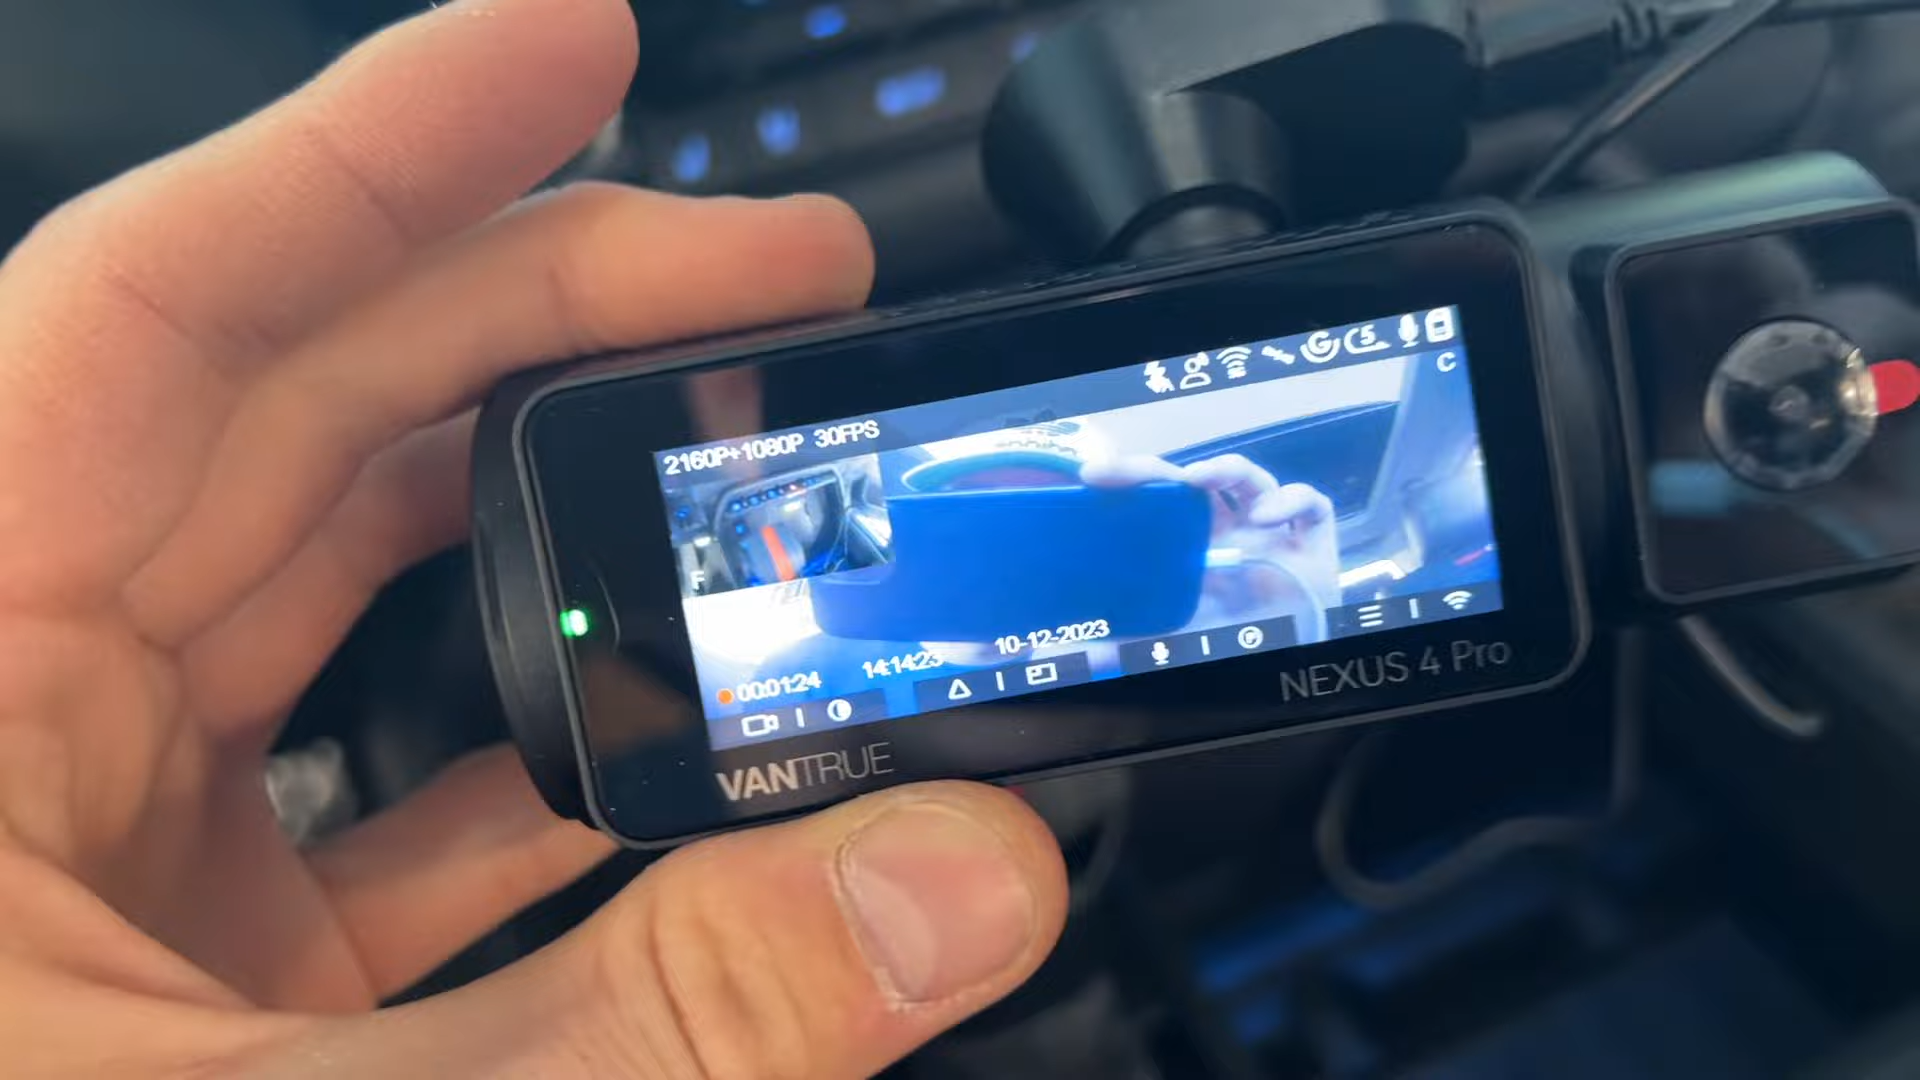 2160P+1080P 30FPS
C
F
10-12-2023
14:14:23
00:01:24
NEXUS 4 Pro
VANTRUE